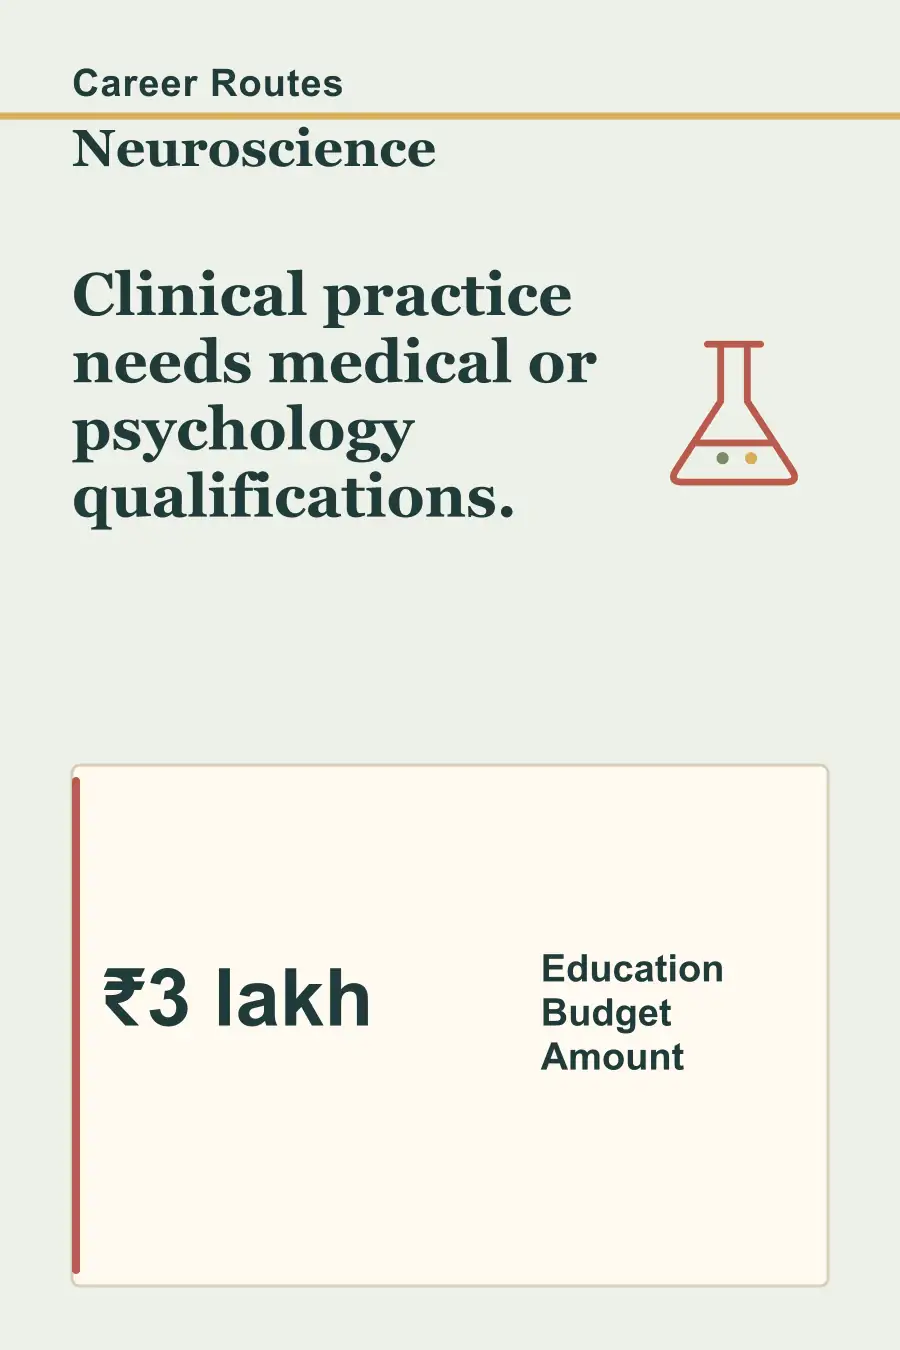 Career Routes
Neuroscience
Clinical practice
needs medical or
psychology
qualifications.
₹3 lakh
Education
Budget
Amount